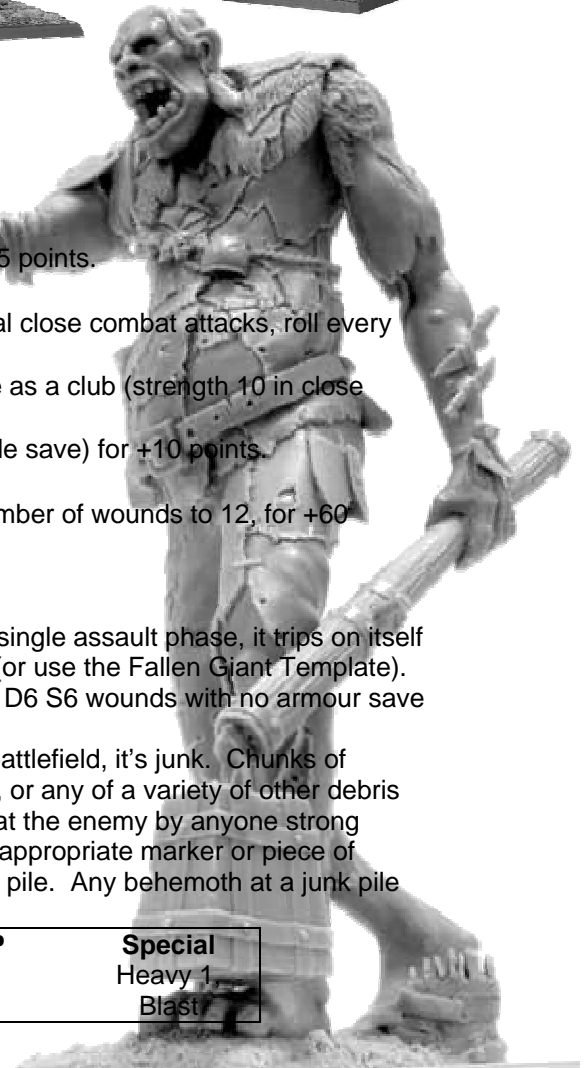 5 points.
al close combat attacks, roll every
e as a club (strength 10 in close
le save) for +10 points.
mber of wounds to 12, for +60
single assault phase, it trips on itself
(or use the Fallen Giant Template).
D6 S6 wounds with no armour save
attlefield, it's junk.  Chunks of
, or any of a variety of other debris
at the enemy by anyone strong
appropriate marker or piece of
pile.  Any behemoth at a junk pile
P Special
Heavy 1
Blast